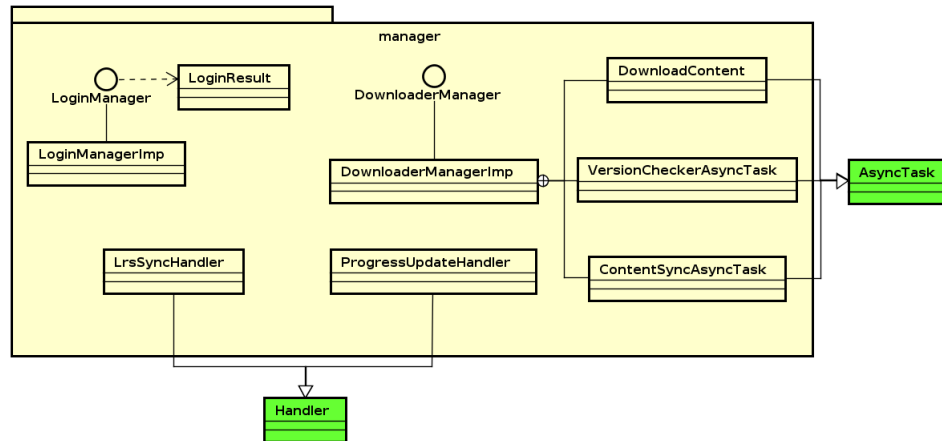 manager
LoginManager
LoginResult
DownloaderManager
DownloadContent
LoginManagerImp
DownloaderManagerImp
VersionCheckerAsyncTask
AsyncTask
LrsSyncHandler
ProgressUpdateHandler
ContentSyncAsyncTask
Handler